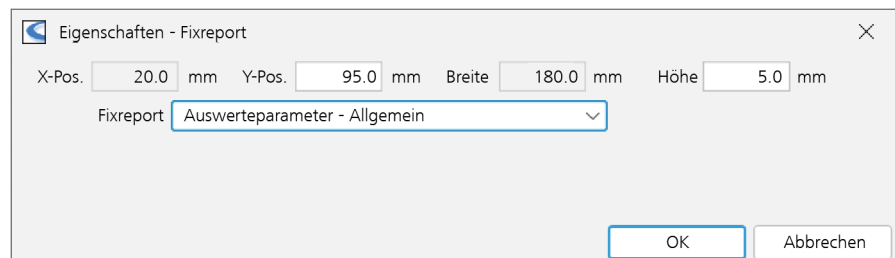 Eigenschaften - Fixreport
X-Pos. 20.0 mm Y-Pos. 95.0 mm Breite 180.0 mm Höhe 5.0 mm
Fixreport Auswerteparameter - Allgemein
OK Abbrechen